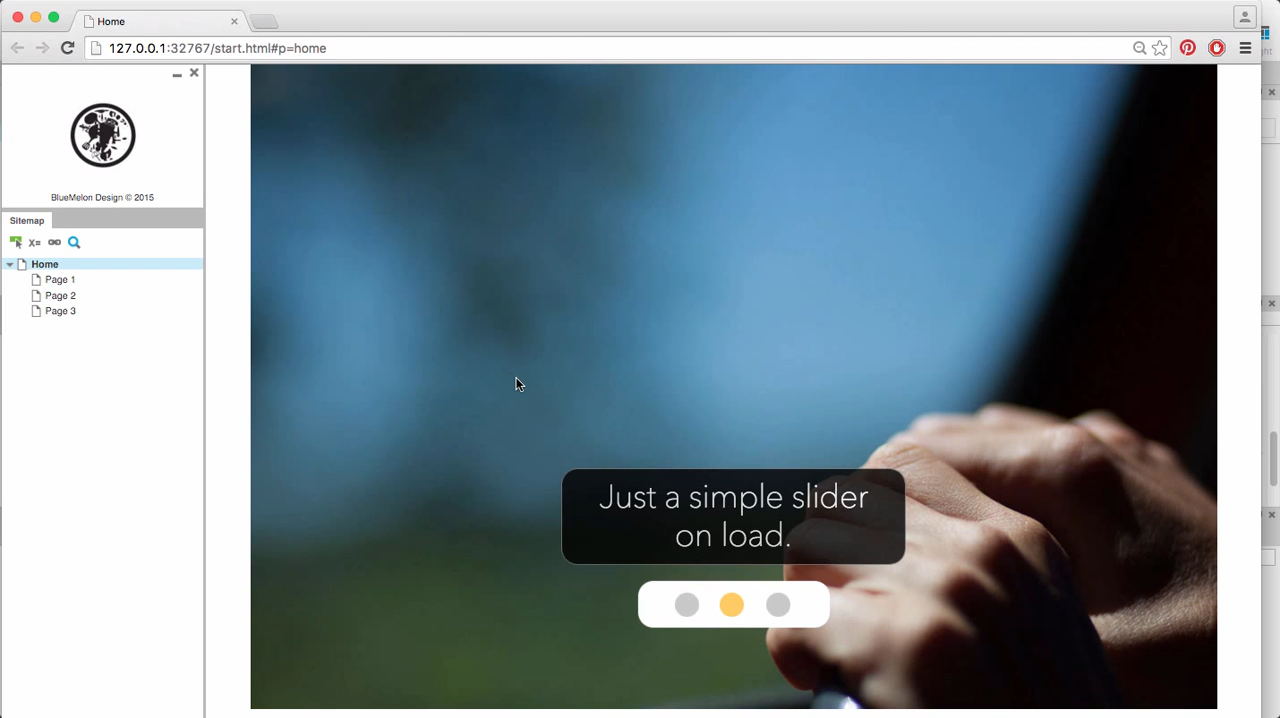 Home
127.0.0.1:32767/start.html#p=home
BlueMelon Design © 2015
Sitemap
X=
Home
Page 1
Page 2
Page 3
Just a simple slider
on load.
ht